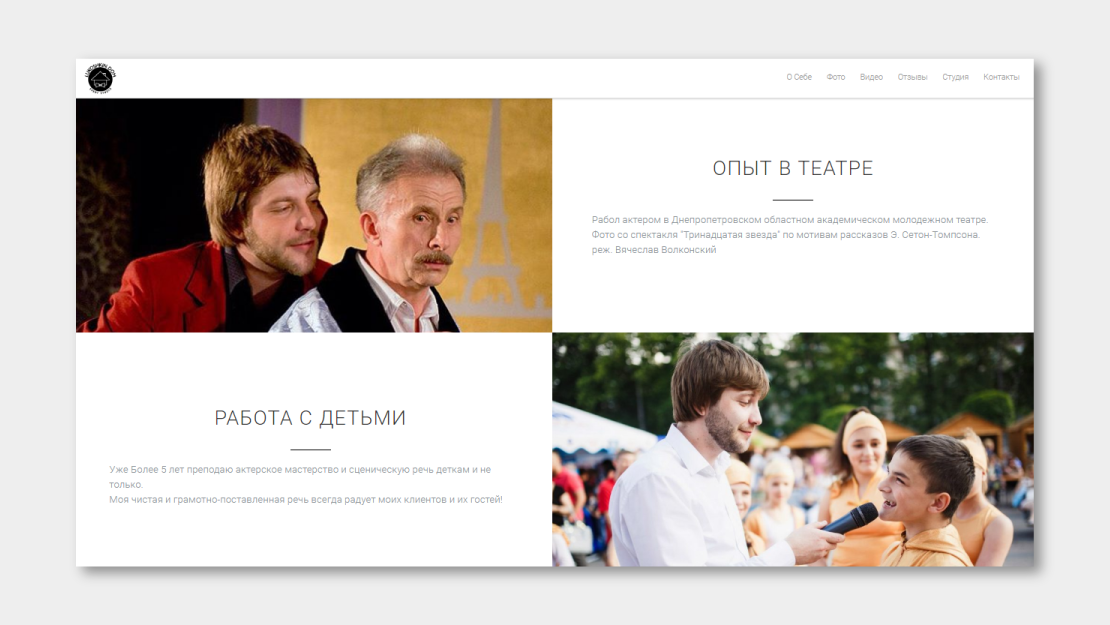 О Себе Фото Видео Отзывы Студия Контакты
ОПЫТ В ТЕАТРЕ
Рабол актером в Днепропетровском областном академическом молодежном театре.
Фото со спектакля "Тринадцатая звезда" по мотивам рассказов Э. Сетон-Томпсона.
реж. Вячеслав Волконский
РАБОТА С ДЕТЬМИ
Уже Более 5 лет преподаю актерское мастерство и сценическую речь деткам и не
только.
Моя чистая и грамотно-поставленная речь всегда радует моих клиентов и их гостей!